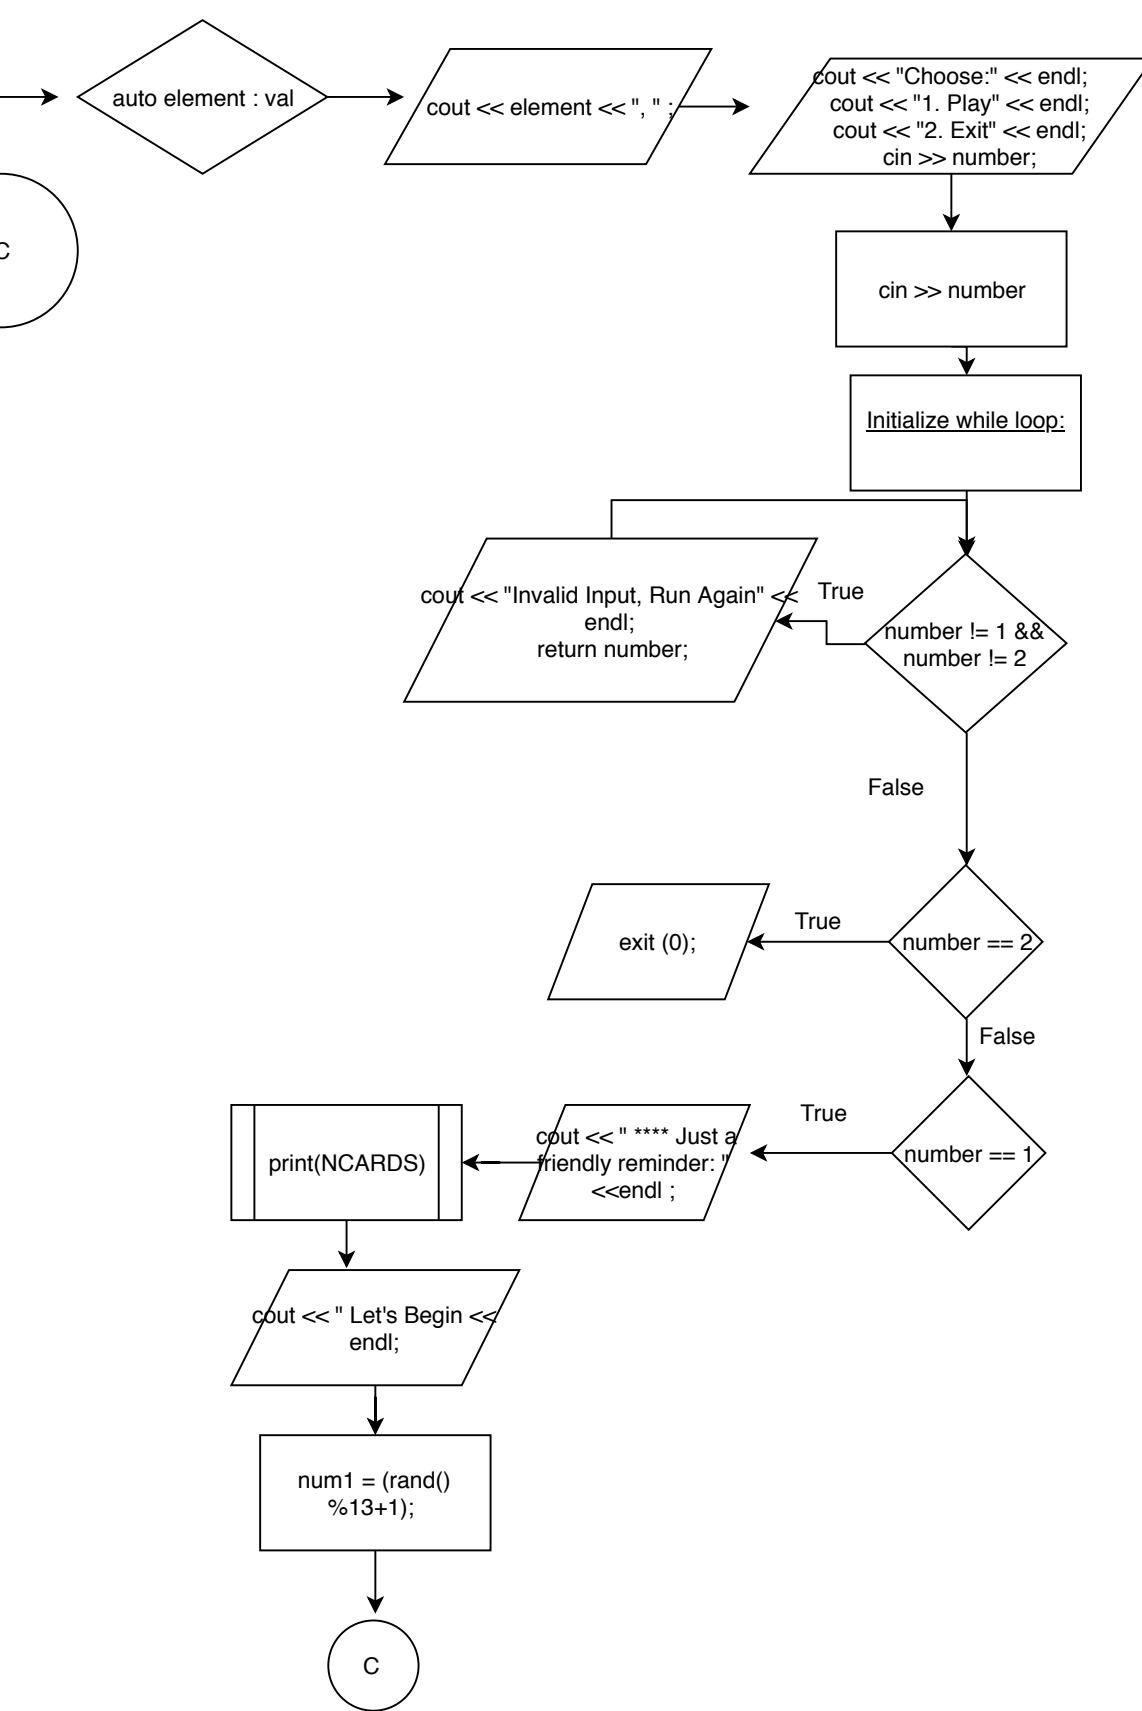 auto element : val
cout << element << ", " ;
cout << "Choose:" << endl;
cout << "1. Play" << endl;
cout << "2. Exit" << endl;
cin >> number;
C
cin >> number
Initialize while loop:
cout << "Invalid Input, Run Again" <<
endl;
return number;
True
number != 1 &&
number != 2
False
exit (0);
True
number == 2
False
print(NCARDS)
cout << " **** Just a
friendly reminder: "
<<endl ;
True
number == 1
cout << " Let's Begin <<
endl;
num1 = (rand()
%13+1);
C